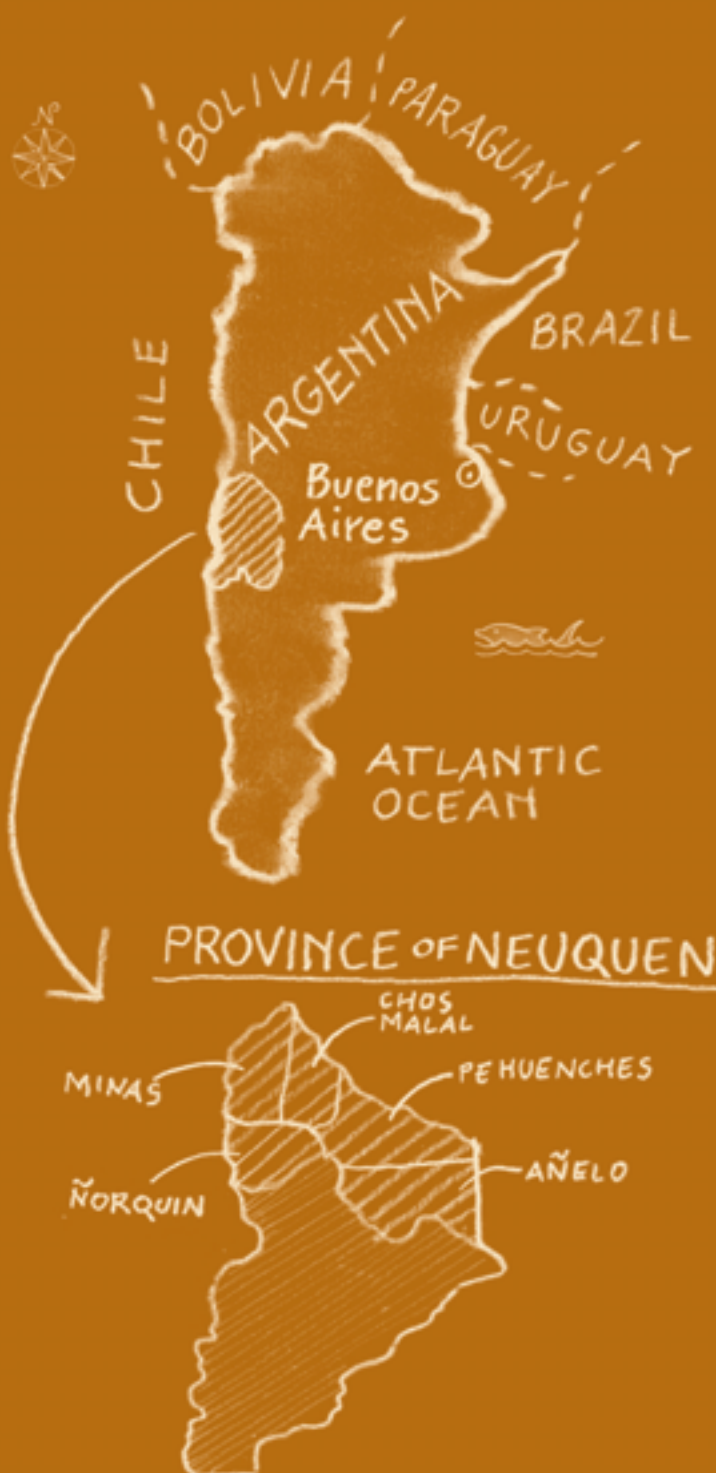 N
BOLIVIA
PARAGUAY
ARGENTINA
BRAZIL
CHILE
URUGUAY
Buenos
Aires
ATLANTIC
OCEAN
PROVINCE OF NEUQUEN
CHOS
MALAL
MINAS
PEHUENCHES
AÑELO
ÑORQUIN